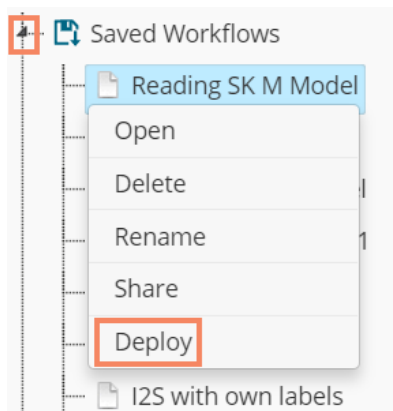 Saved Workflows
Reading SK M Model
Open
Delete
Rename
Share
Deploy
I2S with own labels